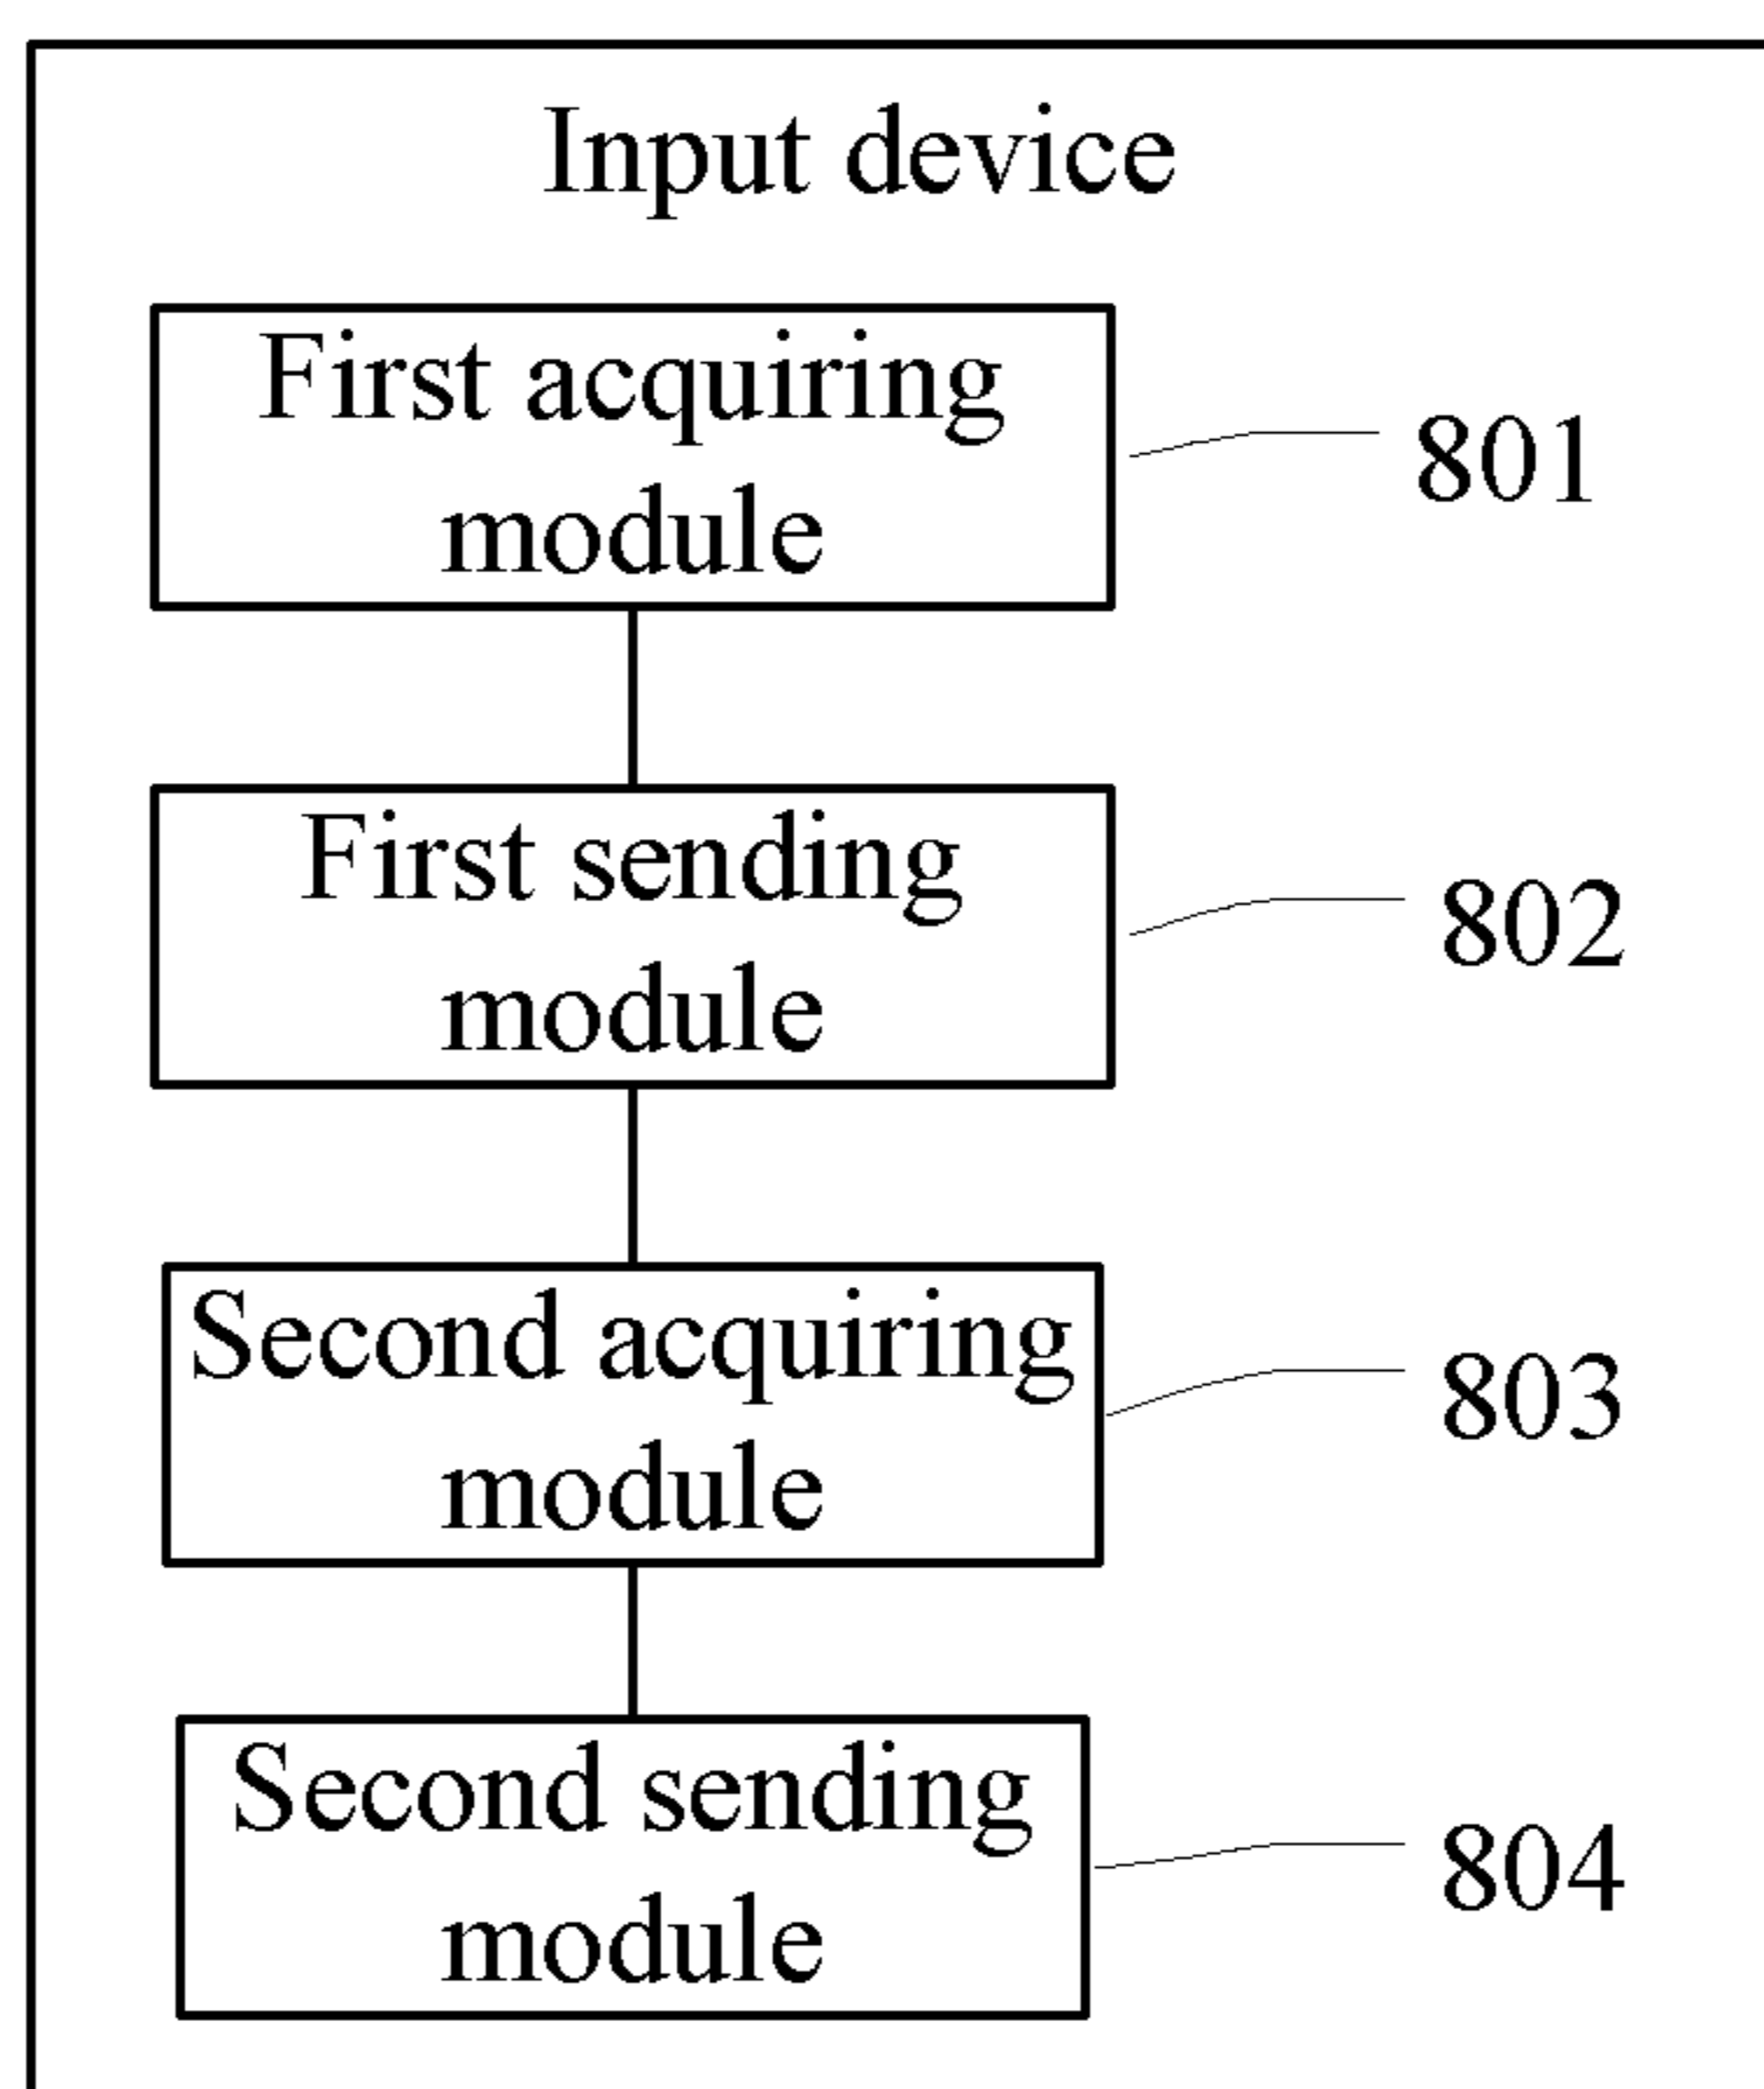 Input device
First acquiring
module
801
First sending
module
802
Second acquiring
module
803
Second sending
module
804